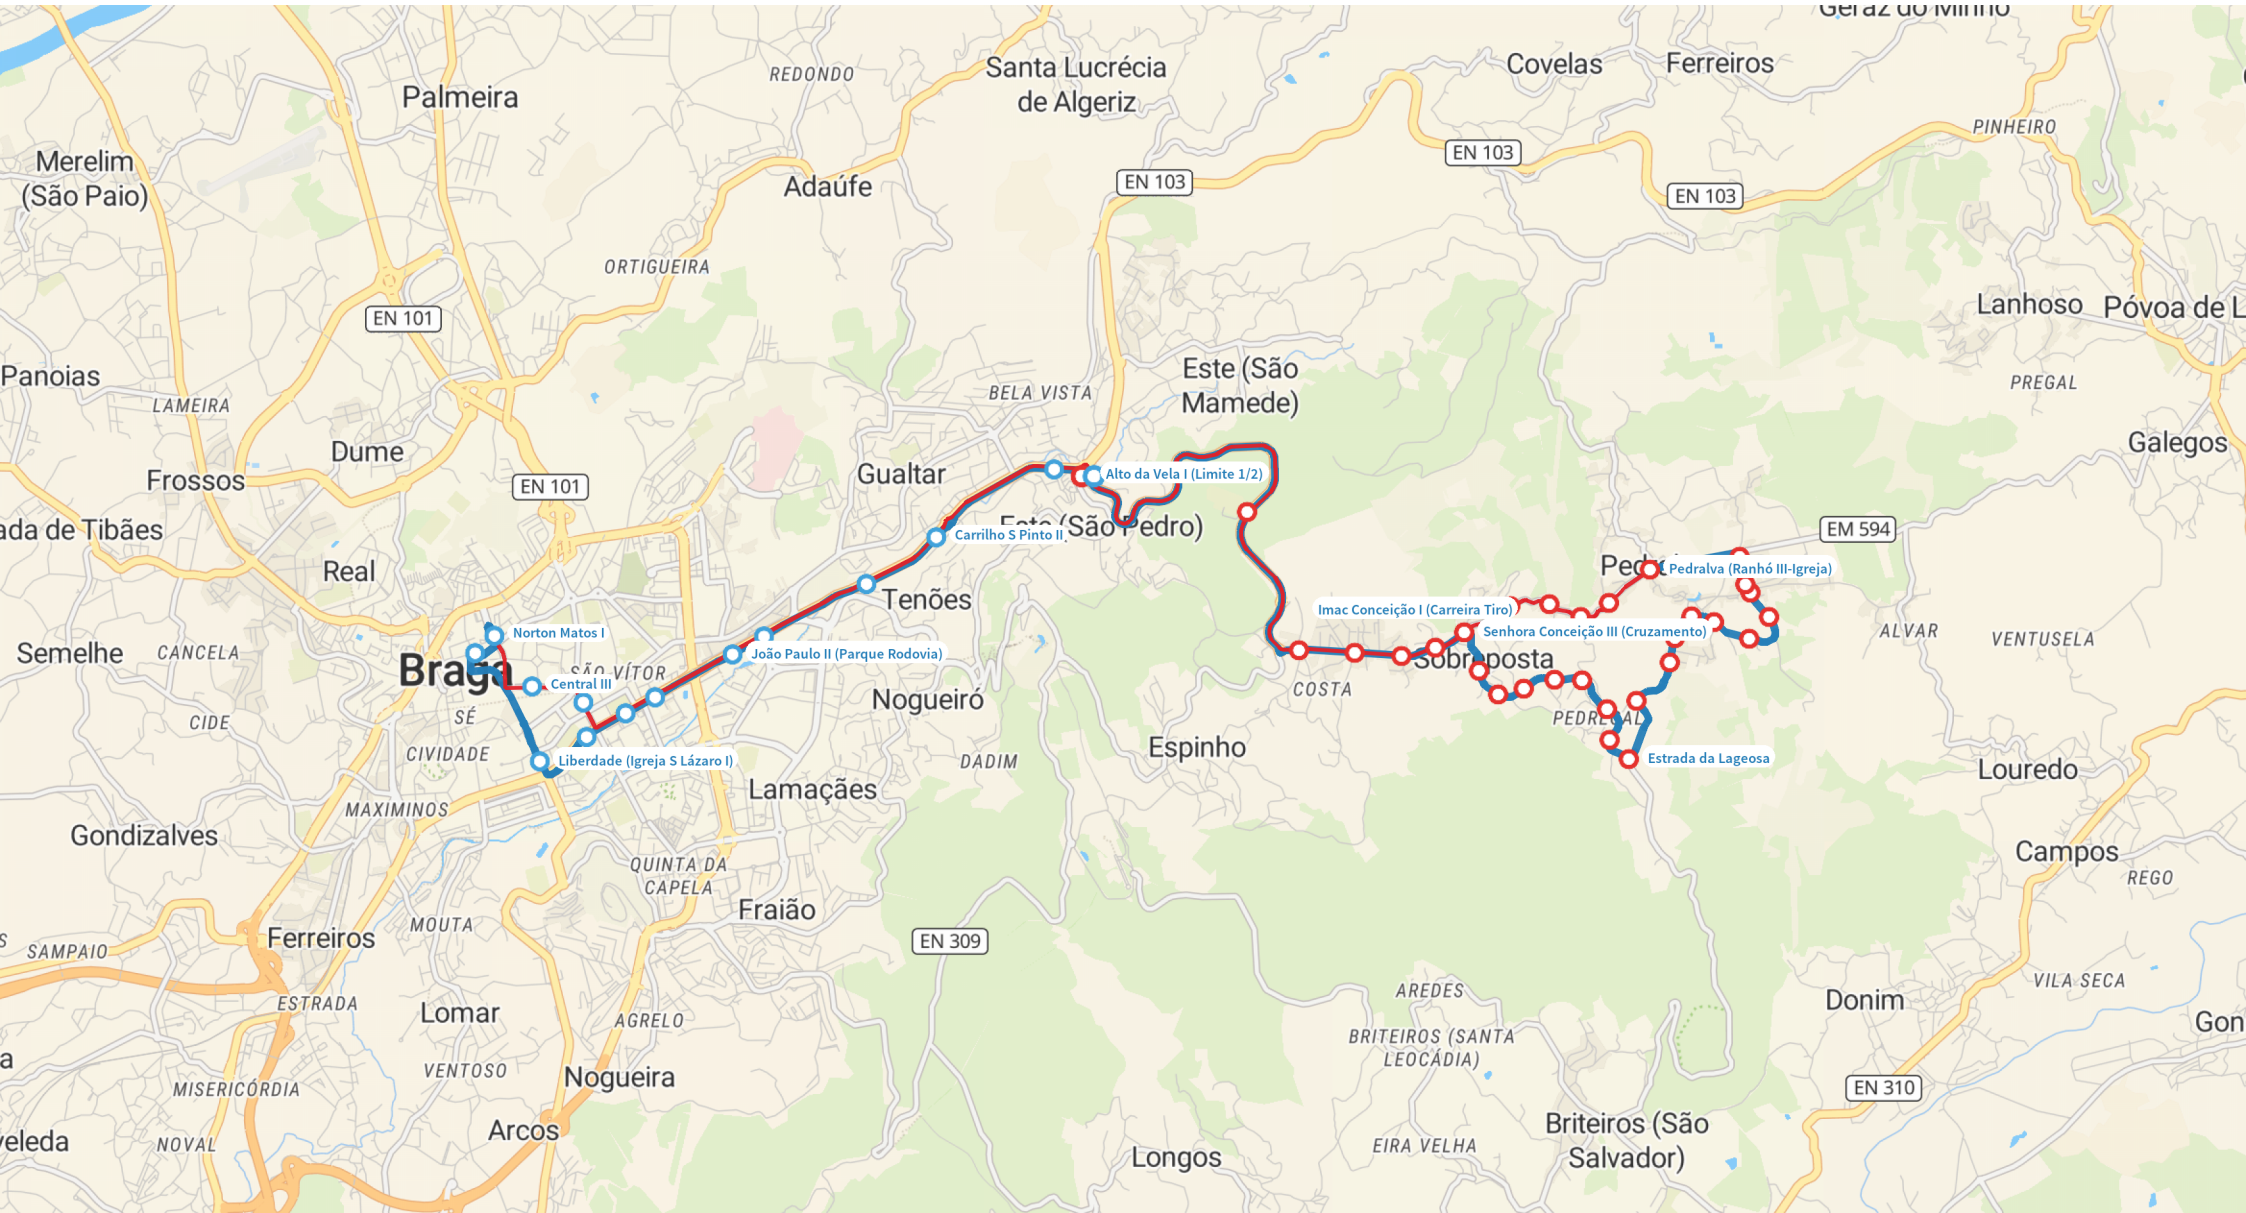 Geraz do Minho
Santa Lucrécia
de Algeriz
Covelas
Ferreiros
REDONDO
Palmeira
PINHEIRO
EN 103
Merelim
(São Paio)
Adaúfe
EN 103
EN 103
ORTIGUEIRA
EN 101
Lanhoso
Póvoa de L
Este (São
Mamede)
Panoias
LAMEIRA
BELA VISTA
PREGAL
Dume
Galegos
Frossos
Gualtar
Alto da Vela I (Limite 1/2)
EN 101
ada de Tibães
Este (São Pedro)
Carrilho S Pinto II
EM 594
Real
Pedralva (Ranhó III-Igreja)
Tenões
Imac Conceição I (Carreira Tiro)
Norton Matos I
Senhora Conceição III (Cruzamento)
ALVAR
VENTUSELA
Semelhe
CANCELA
João Paulo II (Parque Rodovia)
Sobreposta
Braga
SÃO VÍTOR
Central III
COSTA
Nogueiró
SÉ
CIDE
PEDREGAL
CIVIDADE
Espinho
Liberdade (Igreja S Lázaro I)
DADIM
Estrada da Lageosa
Louredo
Lamaçães
MAXIMINOS
Gondizalves
Campos
QUINTA DA
CAPELA
REGO
Fraião
MOUTA
Ferreiros
EN 309
SAMPAIO
VILA SECA
AREDES
ESTRADA
Donim
Lomar
AGRELO
Gon
BRITEIROS (SANTA
LEOCÁDIA)
VENTOSO
Nogueira
MISERICÓRDIA
EN 310
Arcos
Briteiros (São
Salvador)
NOVAL
EIRA VELHA
Longos